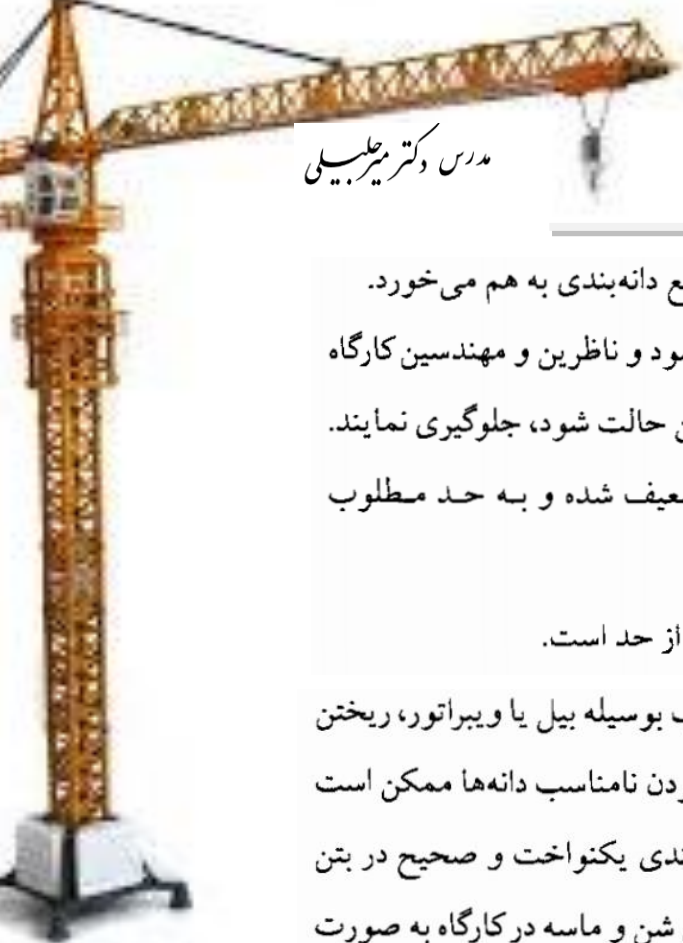 مدرس دکتر میرجلیلی
ع دانه‌بندی به هم می‌خورد.
ود و ناظرین و مهندسین کارگاه
ن حالت شود، جلوگیری نمایند.
عیف شده و به حد مطلوب
از حد است.
بوسیله بیل یا ویبراتور، ریختن
ردن نامناسب دانه‌ها ممکن است
ندی یکنواخت و صحیح در بتن
شن و ماسه در کارگاه به صورت